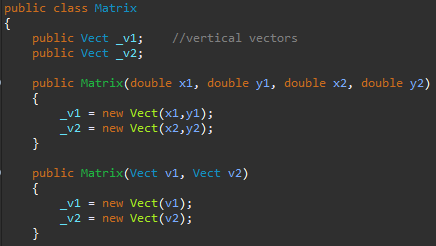 public class Matrix
{
    public Vect _v1;    //vertical vectors
    public Vect _v2;

    public Matrix(double x1, double y1, double x2, double y2)
    {
        _v1 = new Vect(x1,y1);
        _v2 = new Vect(x2,y2);
    }

    public Matrix(Vect v1, Vect v2)
    {
        _v1 = new Vect(v1);
        _v2 = new Vect(v2);
    }